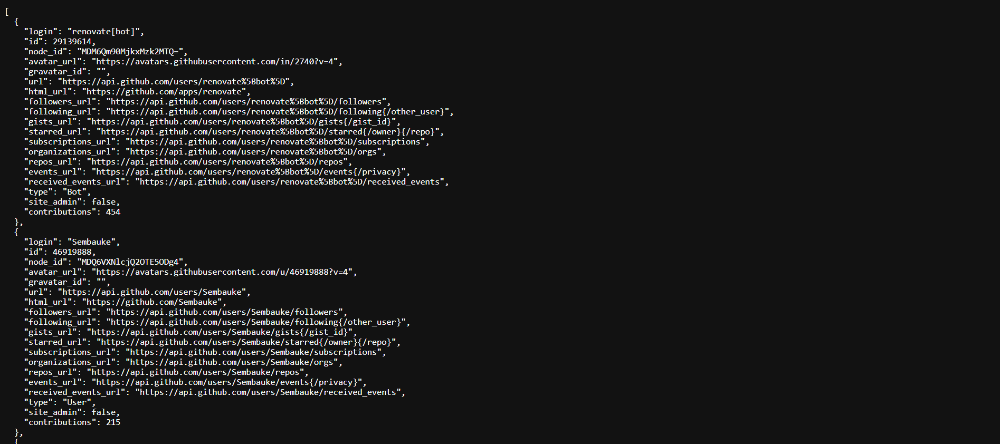 [
  {
    "login": "renovate[bot]",
    "id": 29139614,
    "node_id": "MDM6Qm90MjkxMzk2MTQ=",
    "avatar_url": "https://avatars.githubusercontent.com/in/2740?v=4",
    "gravatar_id": "",
    "url": "https://api.github.com/users/renovate%5Bbot%5D",
    "html_url": "https://github.com/apps/renovate",
    "followers_url": "https://api.github.com/users/renovate%5Bbot%5D/followers",
    "following_url": "https://api.github.com/users/renovate%5Bbot%5D/following{/other_user}",
    "gists_url": "https://api.github.com/users/renovate%5Bbot%5D/gists{/gist_id}",
    "starred_url": "https://api.github.com/users/renovate%5Bbot%5D/starred{/owner}{/repo}",
    "subscriptions_url": "https://api.github.com/users/renovate%5Bbot%5D/subscriptions",
    "organizations_url": "https://api.github.com/users/renovate%5Bbot%5D/orgs",
    "repos_url": "https://api.github.com/users/renovate%5Bbot%5D/repos",
    "events_url": "https://api.github.com/users/renovate%5Bbot%5D/events{/privacy}",
    "received_events_url": "https://api.github.com/users/renovate%5Bbot%5D/received_events",
    "type": "Bot",
    "site_admin": false,
    "contributions": 454
  },
  {
    "login": "Sembauke",
    "id": 46919888,
    "node_id": "MDQ6VXNlcjQ2OTE5ODg4",
    "avatar_url": "https://avatars.githubusercontent.com/u/46919888?v=4",
    "gravatar_id": "",
    "url": "https://api.github.com/users/Sembauke",
    "html_url": "https://github.com/Sembauke",
    "followers_url": "https://api.github.com/users/Sembauke/followers",
    "following_url": "https://api.github.com/users/Sembauke/following{/other_user}",
    "gists_url": "https://api.github.com/users/Sembauke/gists{/gist_id}",
    "starred_url": "https://api.github.com/users/Sembauke/starred{/owner}{/repo}",
    "subscriptions_url": "https://api.github.com/users/Sembauke/subscriptions",
    "organizations_url": "https://api.github.com/users/Sembauke/orgs",
    "repos_url": "https://api.github.com/users/Sembauke/repos",
    "events_url": "https://api.github.com/users/Sembauke/events{/privacy}",
    "received_events_url": "https://api.github.com/users/Sembauke/received_events",
    "type": "User",
    "site_admin": false,
    "contributions": 215
  },
  {